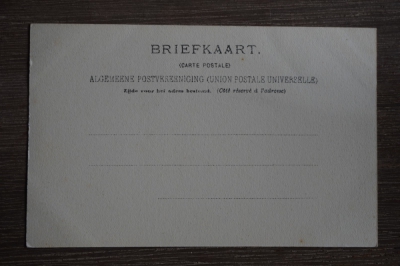 BRIEFKAART.
(CARTE POSTALE)
ALGEMEENE POSTVEREENIGING (UNION POSTALE UNIVERSELLE)
Zijde voor het adres bestemd. (Côté réservé à l'adresse)